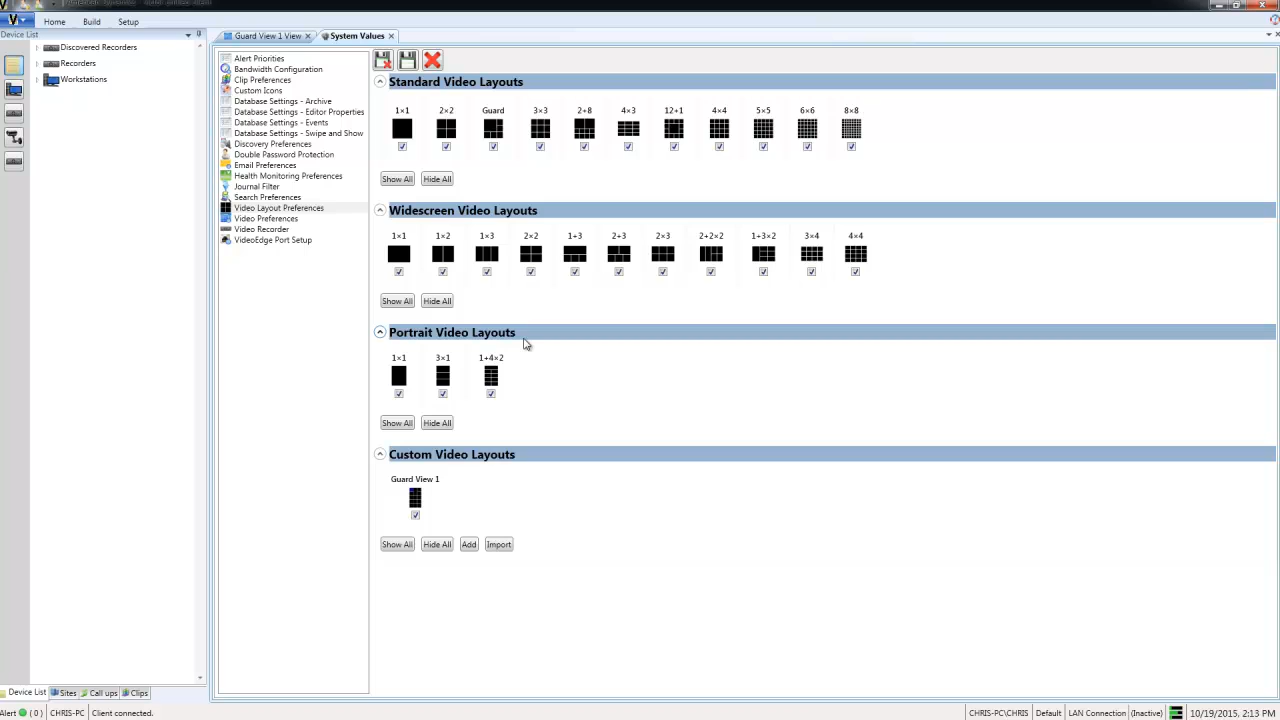 V
Home Build Setup
Device List
Discovered Recorders
Recorders
Workstations
Guard View 1 View
System Values
Alert Priorities
Bandwidth Configuration
Clip Preferences
Custom Icons
Database Settings - Archive
Database Settings - Editor Properties
Database Settings - Events
Database Settings - Swipe and Show
Discovery Preferences
Double Password Protection
Email Preferences
Health Monitoring Preferences
Journal Filter
Search Preferences
Video Layout Preferences
Video Preferences
Video Recorder
VideoEdge Port Setup
Standard Video Layouts
1×1 2×2 Guard 3×3 2+8 4×3 12+1 4×4 5×5 6×6 8×8
Show All Hide All
Widescreen Video Layouts
1×1 1×2 1×3 2×2 1+3 2+3 2×3 2+2×2 1+3×2 3×4 4×4
Show All Hide All
Portrait Video Layouts
1×1 3×1 1+4×2
Show All Hide All
Custom Video Layouts
Guard View 1
Show All Hide All Add Import
Device List Sites Call ups Clips
Alert ( 0 ) CHRIS-PC Client connected. CHRIS-PC\CHRIS Default LAN Connection (Inactive) 10/19/2015, 2:13 PM